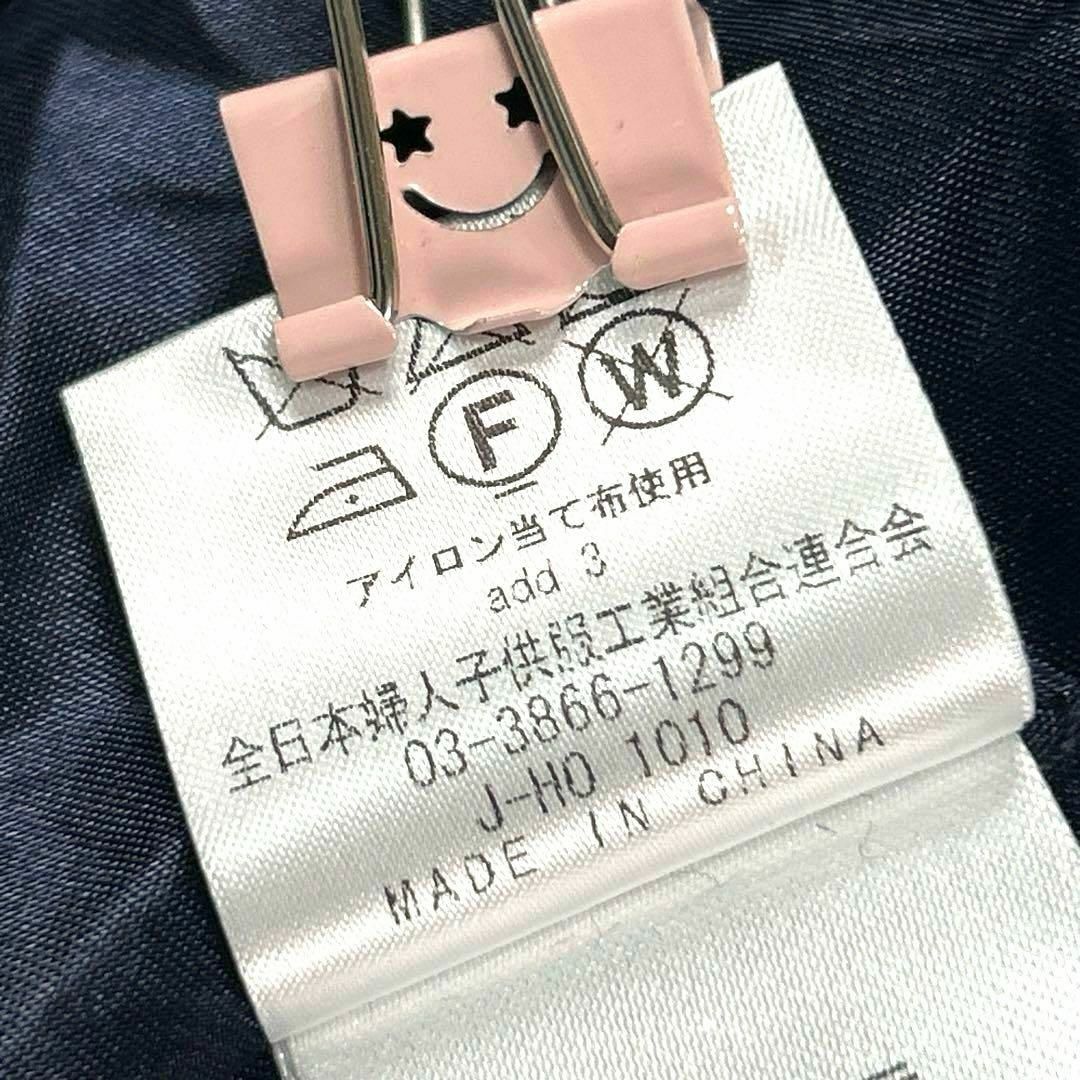 F W
アイロン当て布使用
add 3
全日本婦人子供服工業組合連合会
03-3866-1299
J-HO 1010
MADE IN CHINA